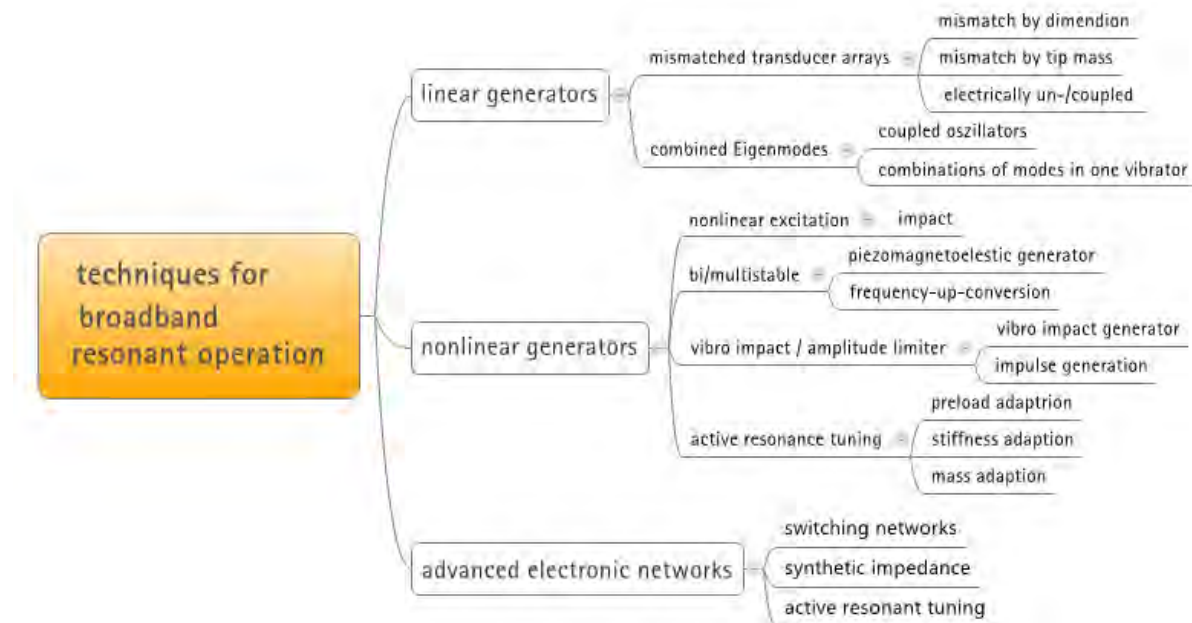 techniques for
broadband
resonant operation
linear generators
mismatched transducer arrays
mismatch by dimendion
mismatch by tip mass
electrically un-/coupled
combined Eigenmodes
coupled oszillators
combinations of modes in one vibrator
nonlinear generators
nonlinear excitation
impact
bi/multistable
piezomagnetoelestic generator
frequency-up-conversion
vibro impact / amplitude limiter
vibro impact generator
impulse generation
active resonance tuning
preload adaptrion
stiffness adaption
mass adaption
advanced electronic networks
switching networks
synthetic impedance
active resonant tuning